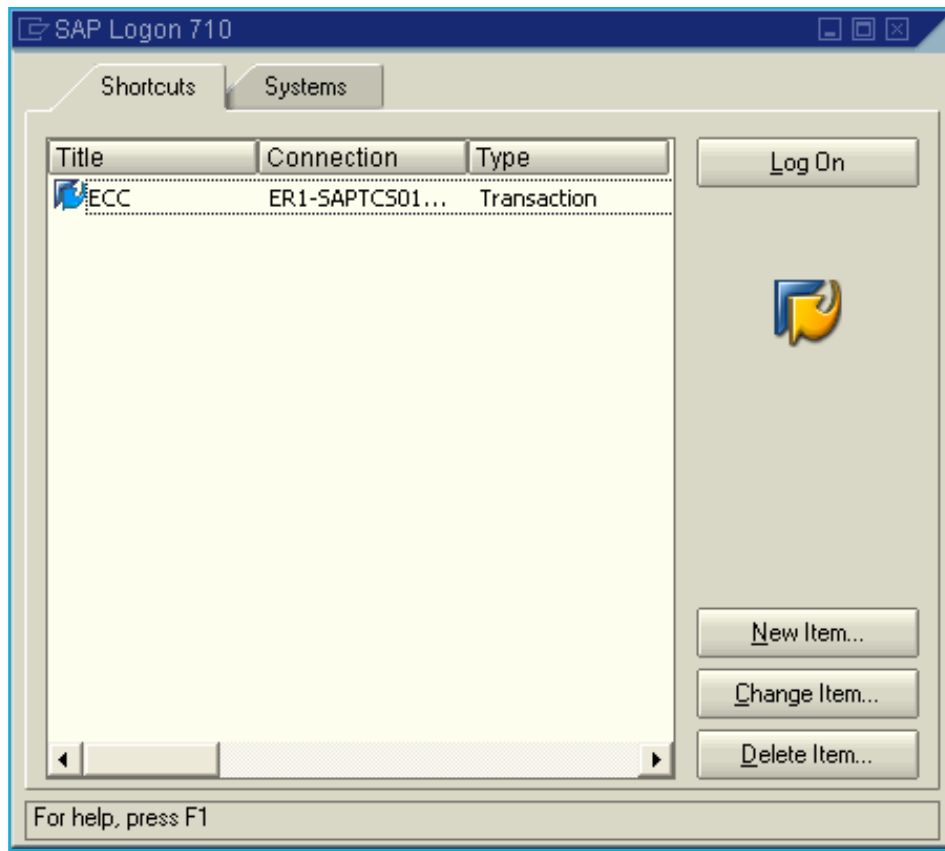 SAP Logon 710
Shortcuts Systems
Title Connection Type
Log On
ECC ER1-SAPTCS01... Transaction
New Item...
Change Item...
Delete Item...
For help, press F1